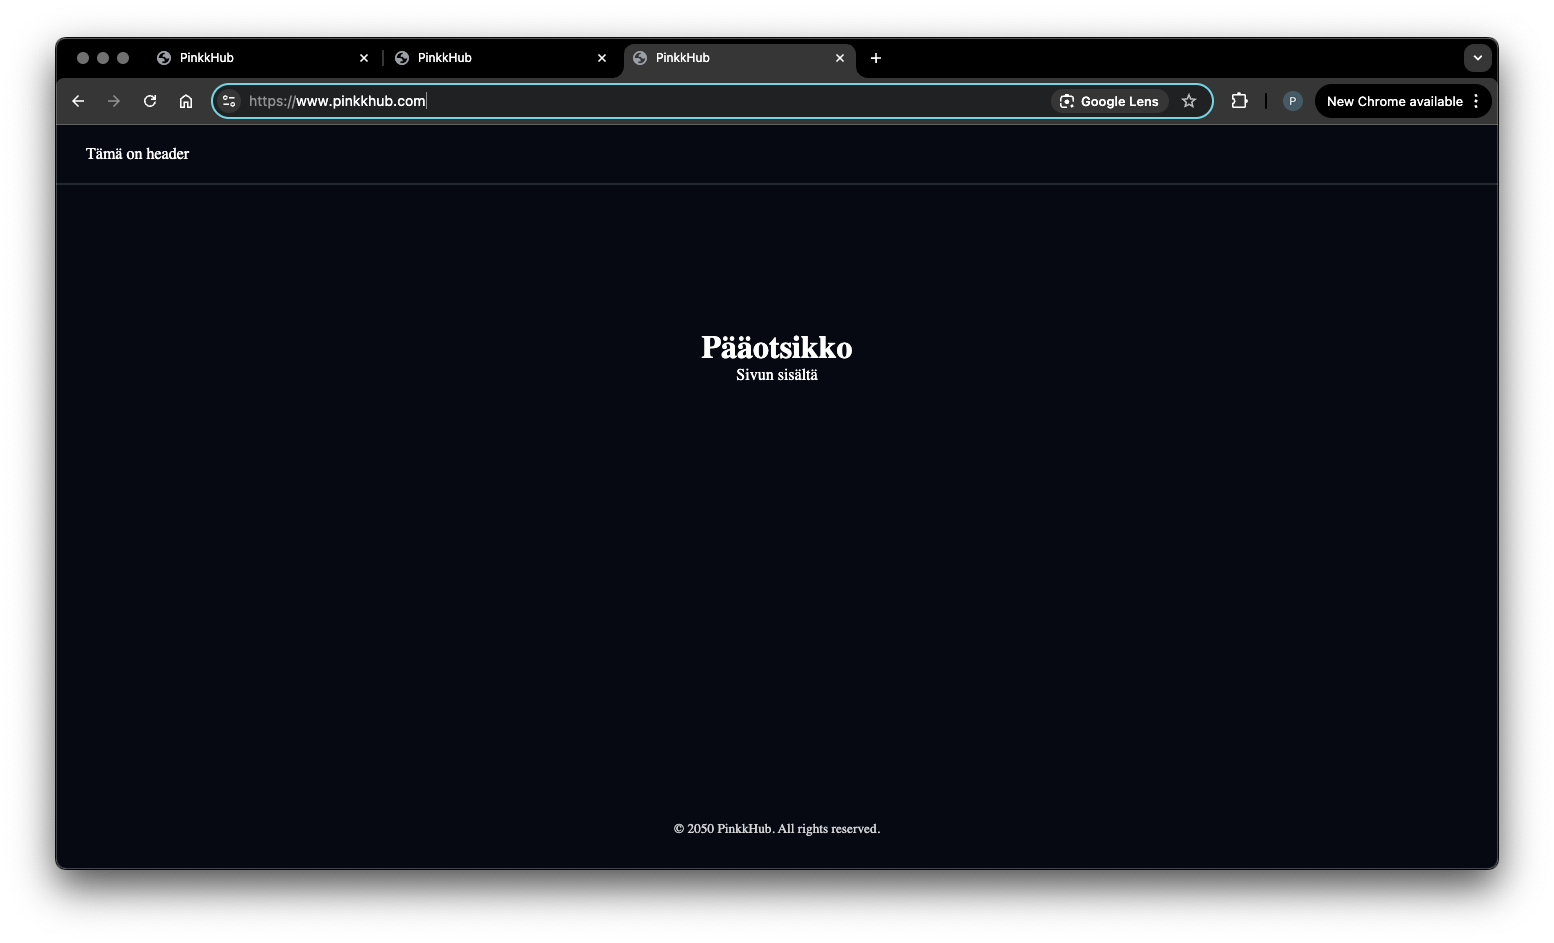 PinkkHub
PinkkHub
PinkkHub
https://www.pinkkhub.com
Google Lens
P
New Chrome available
Tämä on header
Pääotsikko
Sivun sisältä
© 2050 PinkkHub. All rights reserved.